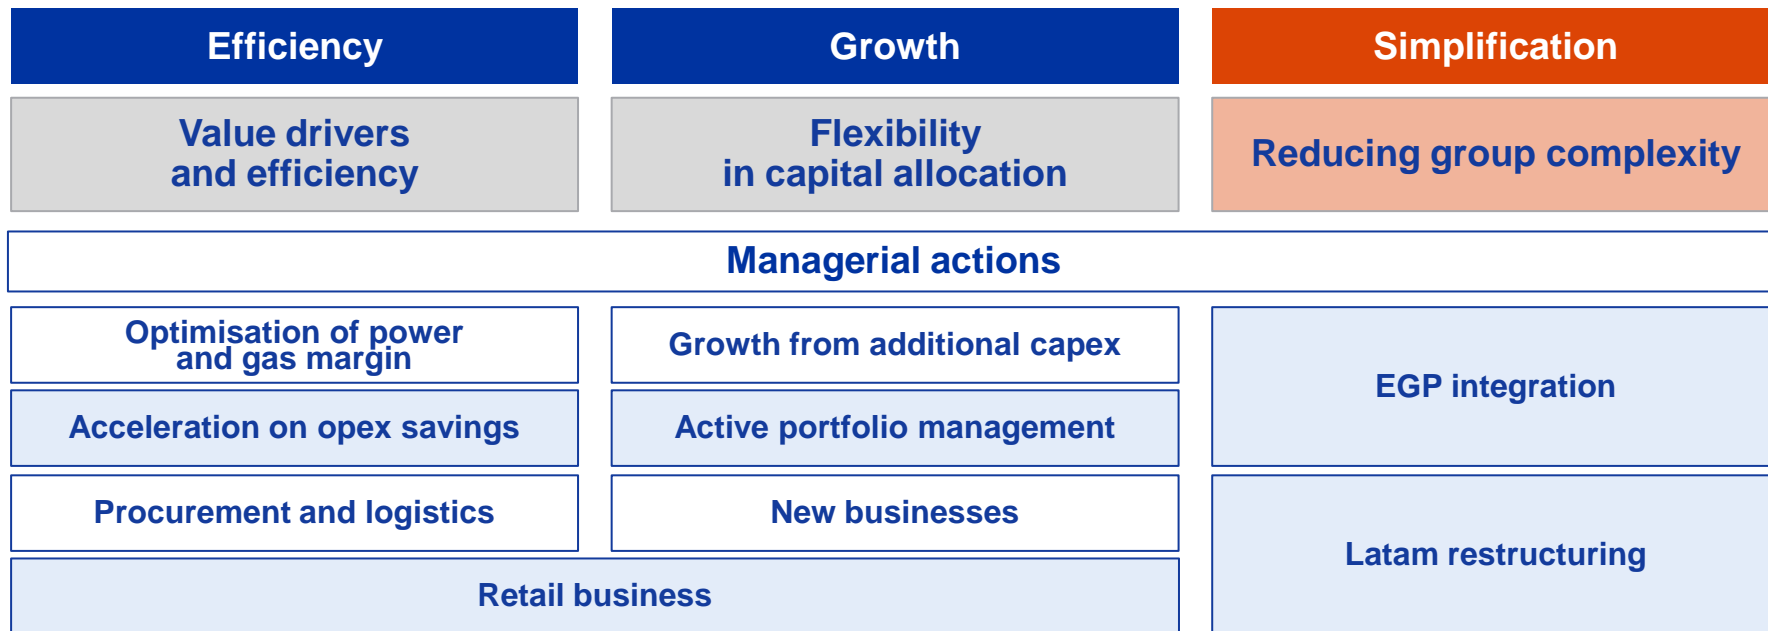 Efficiency
Growth
Simplification
Value drivers
and efficiency
Flexibility
in capital allocation
Reducing group complexity
Managerial actions
Optimisation of power
and gas margin
Growth from additional capex
EGP integration
Acceleration on opex savings
Active portfolio management
Procurement and logistics
New businesses
Latam restructuring
Retail business